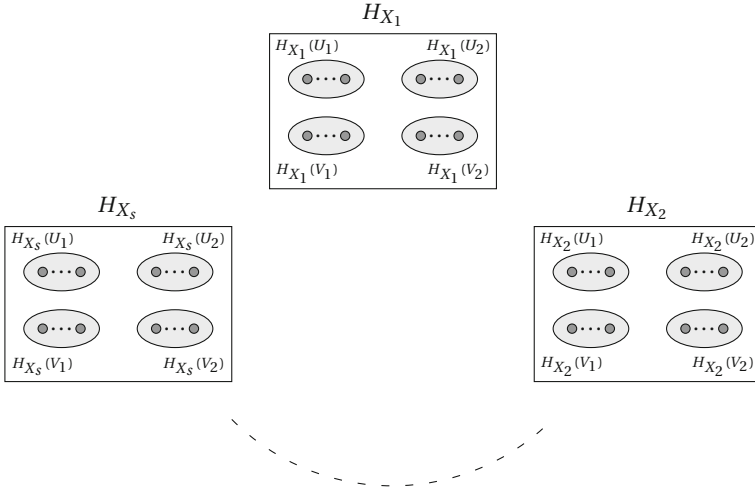 H_{X_1}
H_{X_1}(U_1) H_{X_1}(U_2)
H_{X_1}(V_1) H_{X_1}(V_2)
H_{X_s} H_{X_2}
H_{X_s}(U_1) H_{X_s}(U_2) H_{X_2}(U_1) H_{X_2}(U_2)
H_{X_s}(V_1) H_{X_s}(V_2) H_{X_2}(V_1) H_{X_2}(V_2)